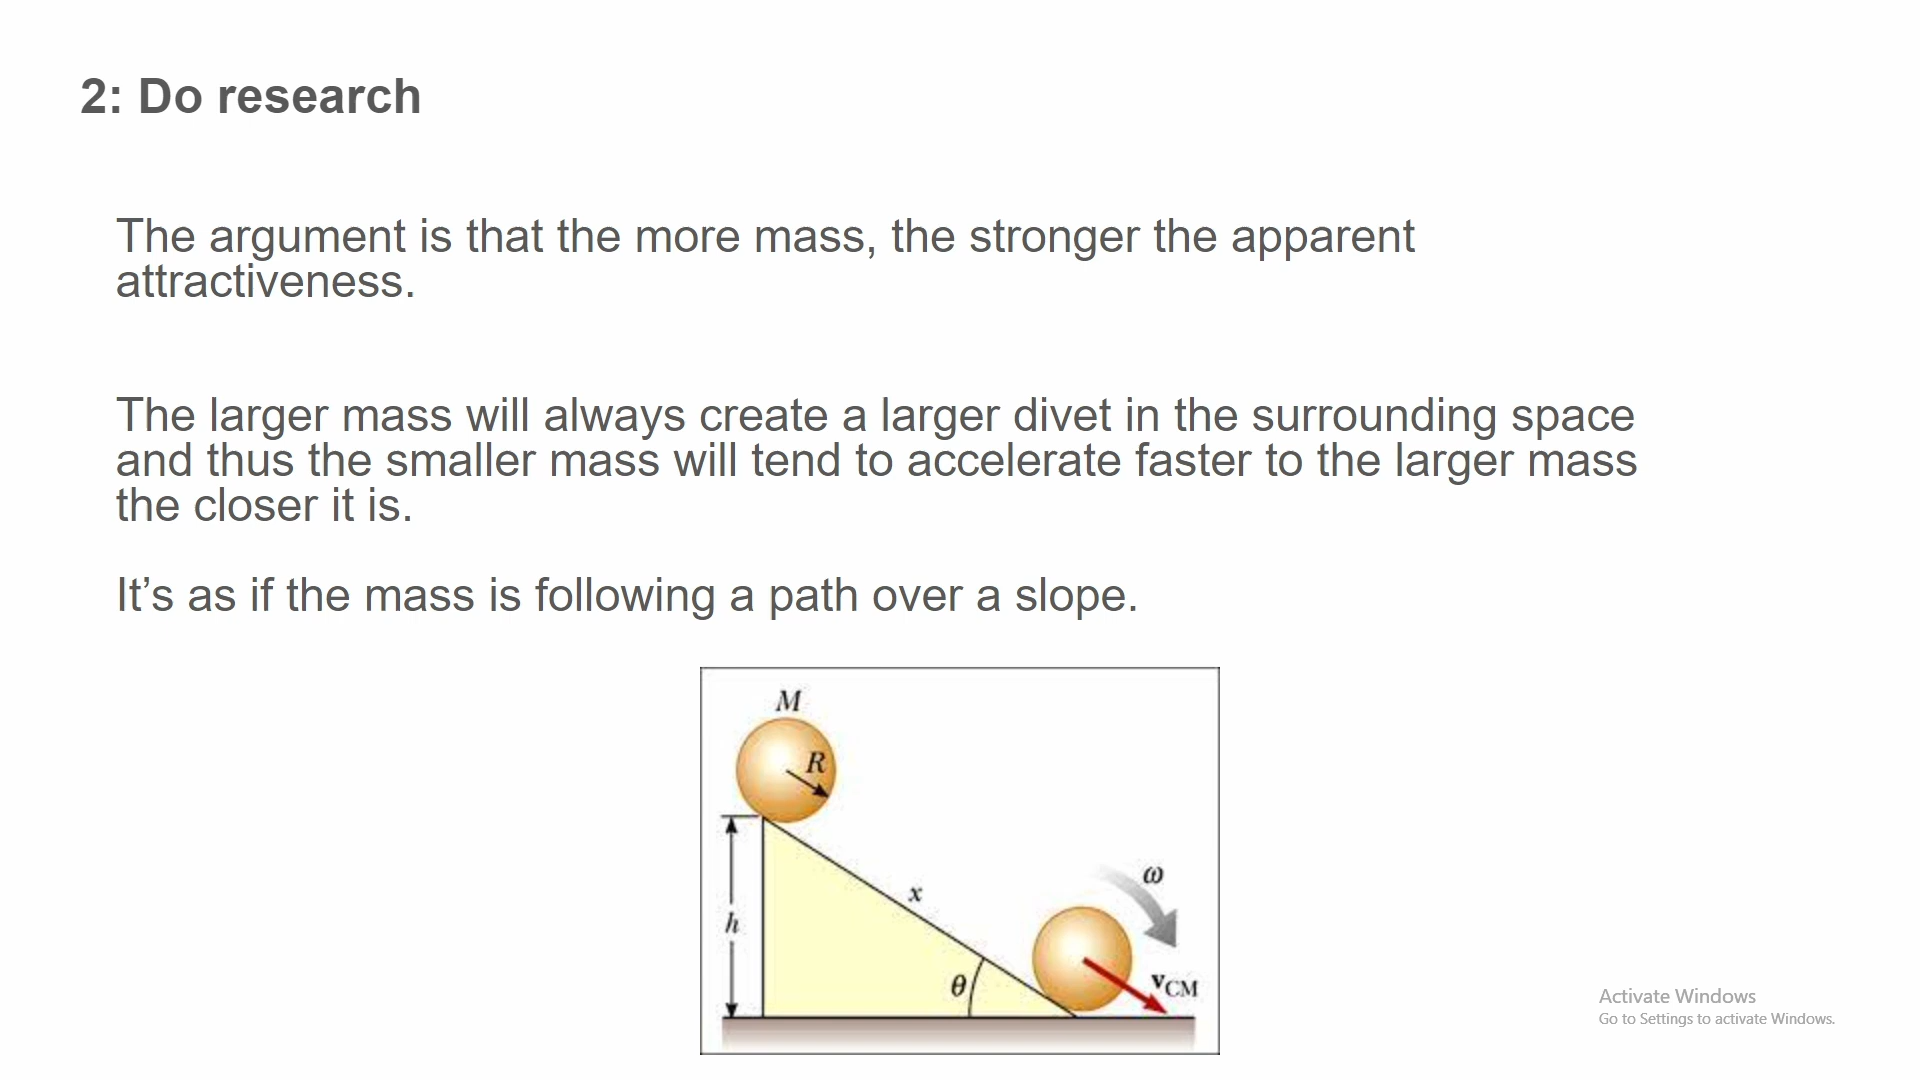 2: Do research
The argument is that the more mass, the stronger the apparent
attractiveness.
The larger mass will always create a larger divet in the surrounding space
and thus the smaller mass will tend to accelerate faster to the larger mass
the closer it is.
It’s as if the mass is following a path over a slope.
M
R
x
h
θ
ω
vCM
Activate Windows
Go to Settings to activate Windows.